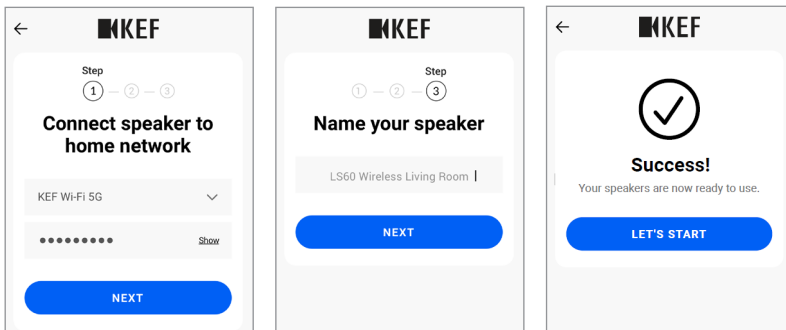 KEF
Step
1 2 3
Connect speaker to
home network
KEF Wi-Fi 5G
Show
NEXT
KEF
Step
1 2 3
Name your speaker
LS60 Wireless Living Room
NEXT
KEF
Success!
Your speakers are now ready to use.
LET'S START